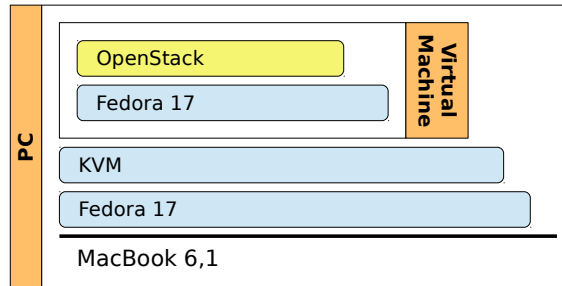 OpenStack
Fedora 17
Virtual
Machine
PC
KVM
Fedora 17
MacBook 6,1